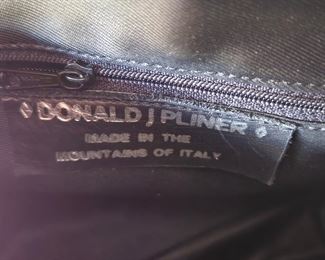 DONALD J PLINER
MADE IN THE
MOUNTAINS OF ITALY